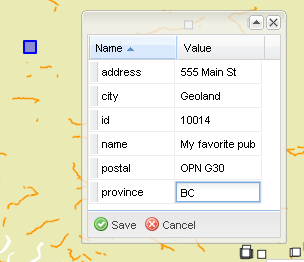 Name Value
address 555 Main St
city Geoland
id 10014
name My favorite pub
postal OPN G30
province BC
Save Cancel